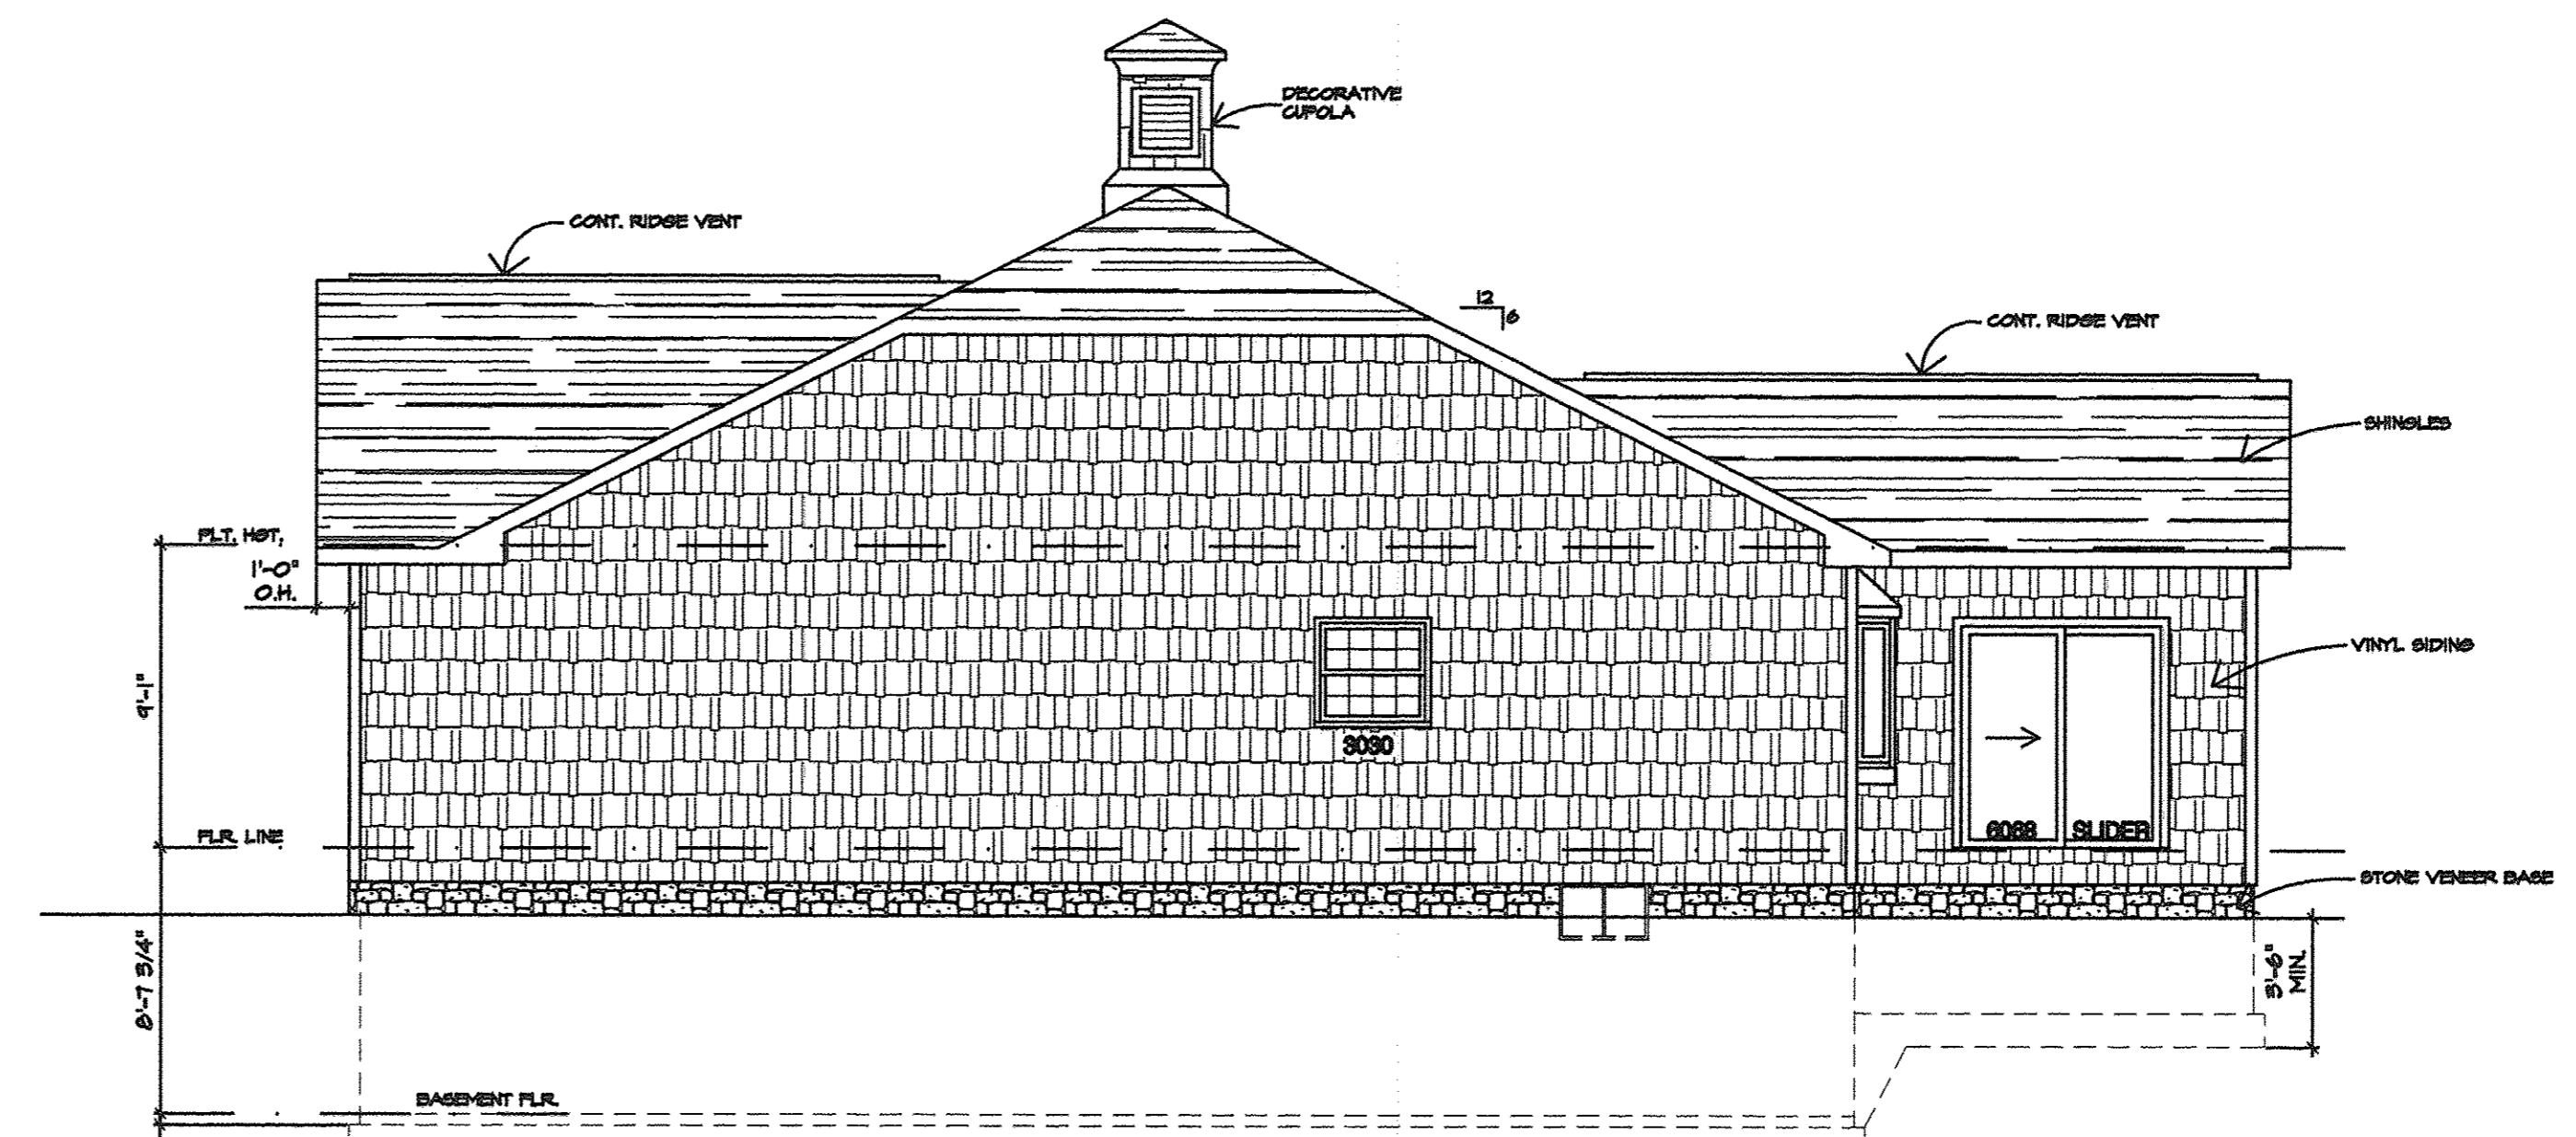 DECORATIVE
CUPOLA
CONT. RIDGE VENT
12
6
CONT. RIDGE VENT
SHINGLES
PLT. HGT.
1'-0"
O.H.
VINYL SIDING
9'-1"
3030
6068 SLIDER
FLR. LINE
STONE VENEER BASE
8'-7 3/4"
3'-6"
MIN.
BASEMENT FLR.